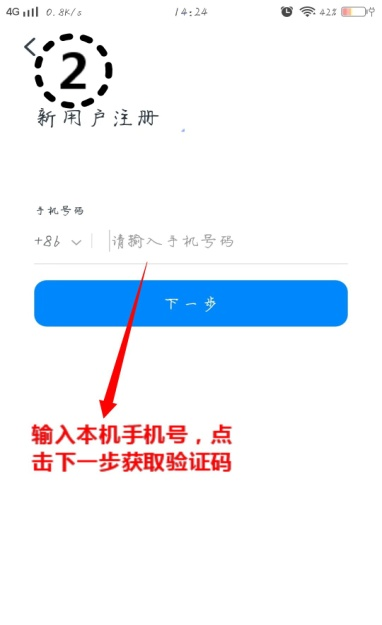 4G 0.8K/s 14:24 42%
2
新用户注册
手机号码
+86 请输入手机号码
下一步
输入本机手机号，点
击下一步获取验证码